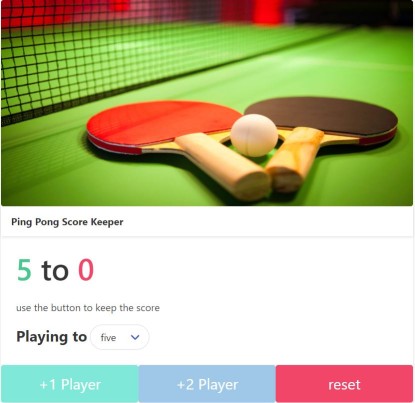 Ping Pong Score Keeper
5 to 0
use the button to keep the score
Playing to five
+1 Player +2 Player reset